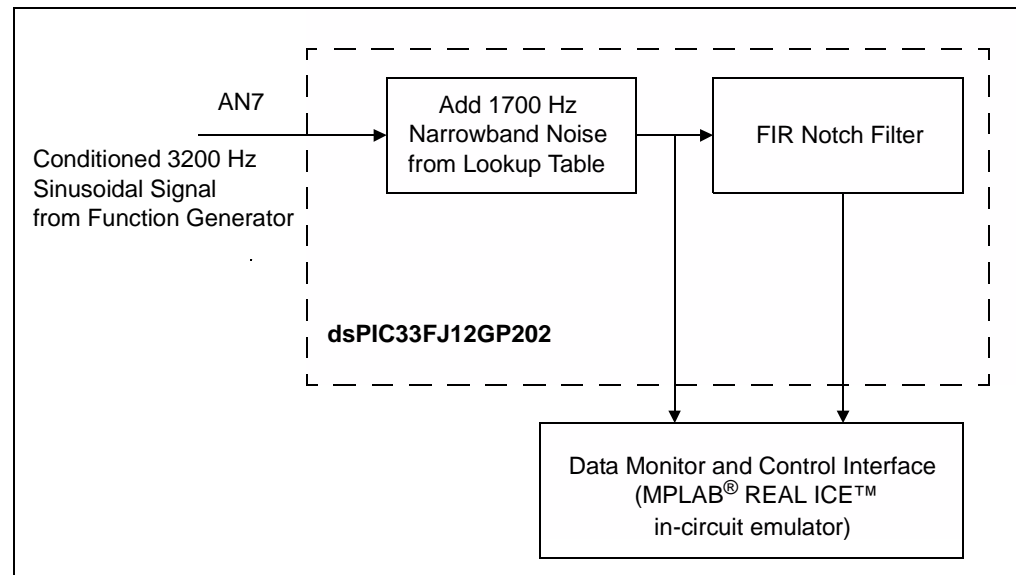 AN7
Conditioned 3200 Hz
Sinusoidal Signal
from Function Generator
Add 1700 Hz
Narrowband Noise
from Lookup Table
FIR Notch Filter
dsPIC33FJ12GP202
Data Monitor and Control Interface
(MPLAB® REAL ICE™
in-circuit emulator)